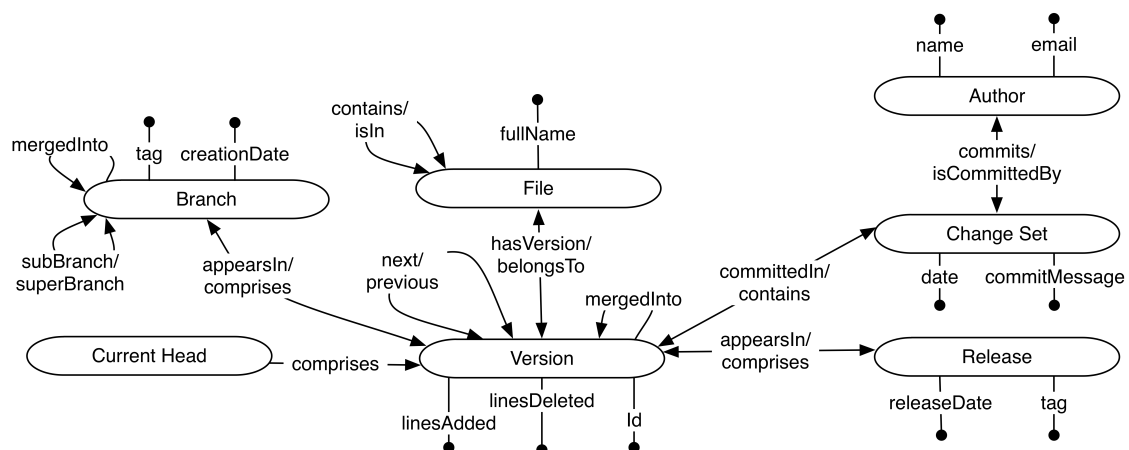 name
email
Author
contains/
isIn
fullName
mergedInto
tag
creationDate
commits/
isCommittedBy
Branch
File
Change Set
subBranch/
superBranch
appearsIn/
comprises
next/
previous
hasVersion/
belongsTo
committedIn/
contains
date
commitMessage
mergedInto
Current Head
comprises
Version
appearsIn/
comprises
Release
linesAdded
linesDeleted
Id
releaseDate
tag